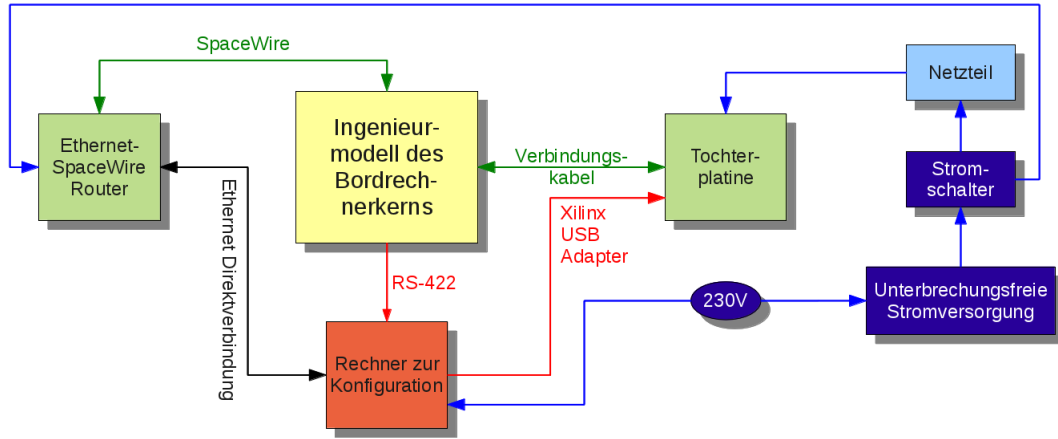 SpaceWire
Netzteil
Ethernet-
SpaceWire
Router
Ingenieur-
modell des
Bordrech-
nerkerns
Verbindungs-
kabel
Tochter-
platine
Strom-
schalter
Ethernet Direktverbindung
Xilinx
USB
Adapter
RS-422
230V
Unterbrechungsfreie
Stromversorgung
Rechner zur
Konfiguration